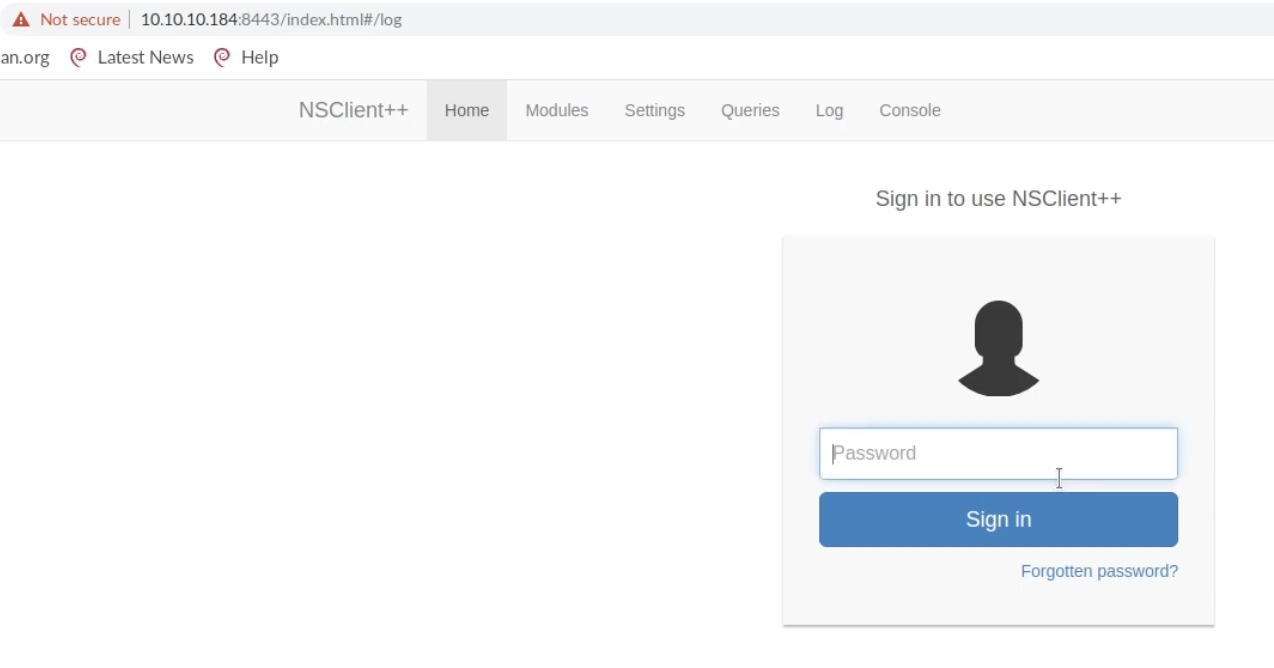 Not secure 10.10.10.184:8443/index.html#/log
an.org Latest News Help
NSClient++ Home Modules Settings Queries Log Console
Sign in to use NSClient++
Password
Sign in
Forgotten password?